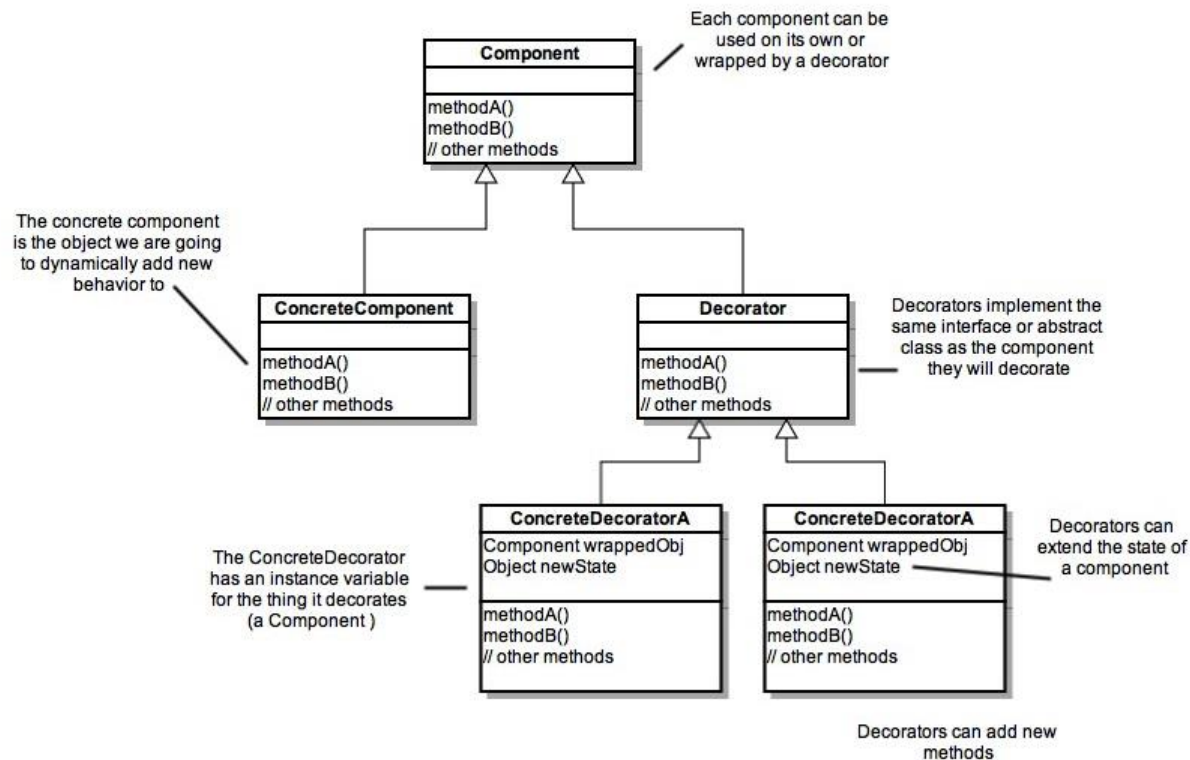 Each component can be
used on its own or
wrapped by a decorator
Component
methodA()
methodB()
// other methods
The concrete component
is the object we are going
to dynamically add new
behavior to
ConcreteComponent
methodA()
methodB()
// other methods
Decorator
methodA()
methodB()
// other methods
Decorators implement the
same interface or abstract
class as the component
they will decorate
The ConcreteDecorator
has an instance variable
for the thing it decorates
(a Component )
ConcreteDecoratorA
Component wrappedObj
Object newState
methodA()
methodB()
// other methods
ConcreteDecoratorA
Component wrappedObj
Object newState
methodA()
methodB()
// other methods
Decorators can
extend the state of
a component
Decorators can add new
methods